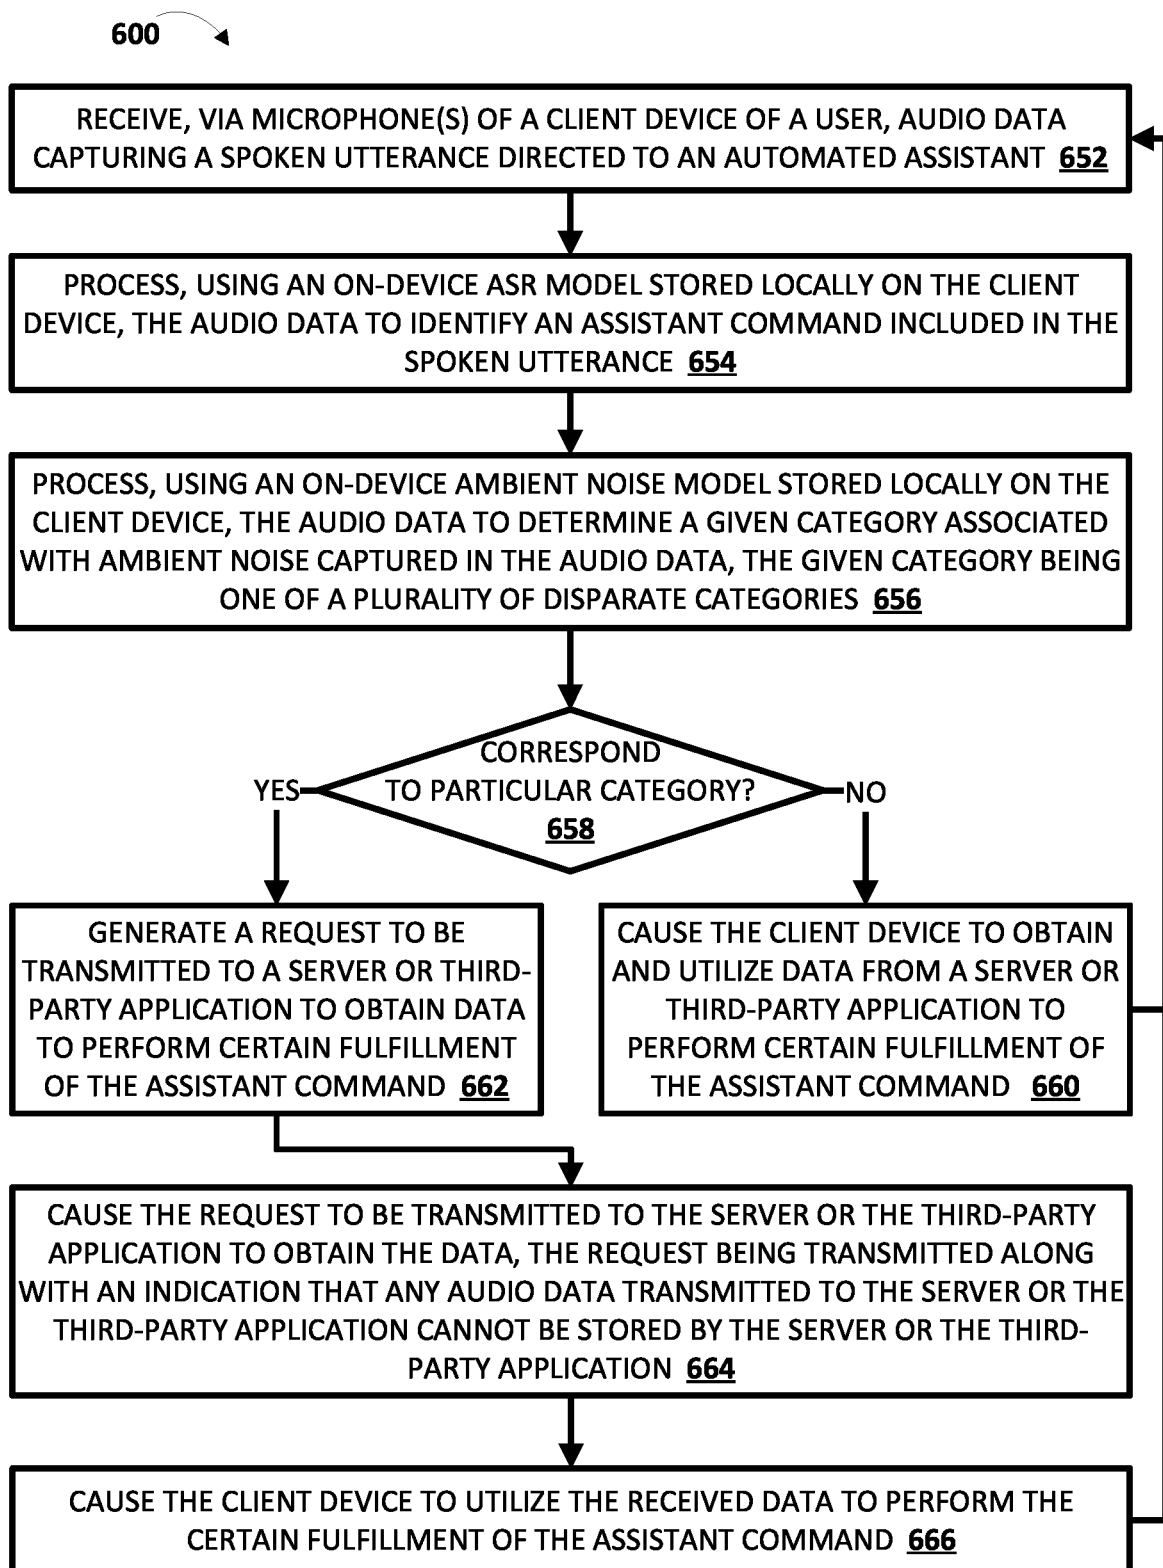 600
RECEIVE, VIA MICROPHONE(S) OF A CLIENT DEVICE OF A USER, AUDIO DATA
CAPTURING A SPOKEN UTTERANCE DIRECTED TO AN AUTOMATED ASSISTANT 652
PROCESS, USING AN ON-DEVICE ASR MODEL STORED LOCALLY ON THE CLIENT
DEVICE, THE AUDIO DATA TO IDENTIFY AN ASSISTANT COMMAND INCLUDED IN THE
SPOKEN UTTERANCE 654
PROCESS, USING AN ON-DEVICE AMBIENT NOISE MODEL STORED LOCALLY ON THE
CLIENT DEVICE, THE AUDIO DATA TO DETERMINE A GIVEN CATEGORY ASSOCIATED
WITH AMBIENT NOISE CAPTURED IN THE AUDIO DATA, THE GIVEN CATEGORY BEING
ONE OF A PLURALITY OF DISPARATE CATEGORIES 656
CORRESPOND
TO PARTICULAR CATEGORY?
658
YES
NO
GENERATE A REQUEST TO BE
TRANSMITTED TO A SERVER OR THIRD-
PARTY APPLICATION TO OBTAIN DATA
TO PERFORM CERTAIN FULFILLMENT
OF THE ASSISTANT COMMAND 662
CAUSE THE CLIENT DEVICE TO OBTAIN
AND UTILIZE DATA FROM A SERVER OR
THIRD-PARTY APPLICATION TO
PERFORM CERTAIN FULFILLMENT OF
THE ASSISTANT COMMAND 660
CAUSE THE REQUEST TO BE TRANSMITTED TO THE SERVER OR THE THIRD-PARTY
APPLICATION TO OBTAIN THE DATA, THE REQUEST BEING TRANSMITTED ALONG
WITH AN INDICATION THAT ANY AUDIO DATA TRANSMITTED TO THE SERVER OR THE
THIRD-PARTY APPLICATION CANNOT BE STORED BY THE SERVER OR THE THIRD-
PARTY APPLICATION 664
CAUSE THE CLIENT DEVICE TO UTILIZE THE RECEIVED DATA TO PERFORM THE
CERTAIN FULFILLMENT OF THE ASSISTANT COMMAND 666